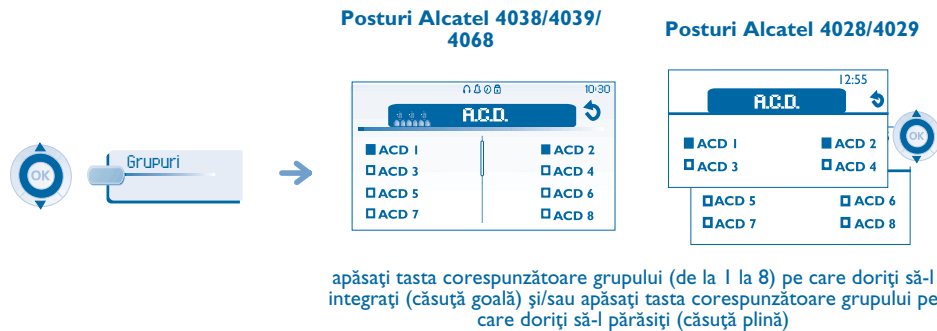 Posturi Alcatel 4038/4039/
4068
Posturi Alcatel 4028/4029
OK
Grupuri
10:30
A.C.D.
ACD 1 ACD 2
ACD 3 ACD 4
ACD 5 ACD 6
ACD 7 ACD 8
12:55
A.C.D.
OK
ACD 1 ACD 2
ACD 3 ACD 4
ACD 5 ACD 6
ACD 7 ACD 8
apăsaţi tasta corespunzătoare grupului (de la 1 la 8) pe care doriţi să-l
integraţi (căsuţă goală) şi/sau apăsaţi tasta corespunzătoare grupului pe
care doriţi să-l părăsiţi (căsuţă plină)